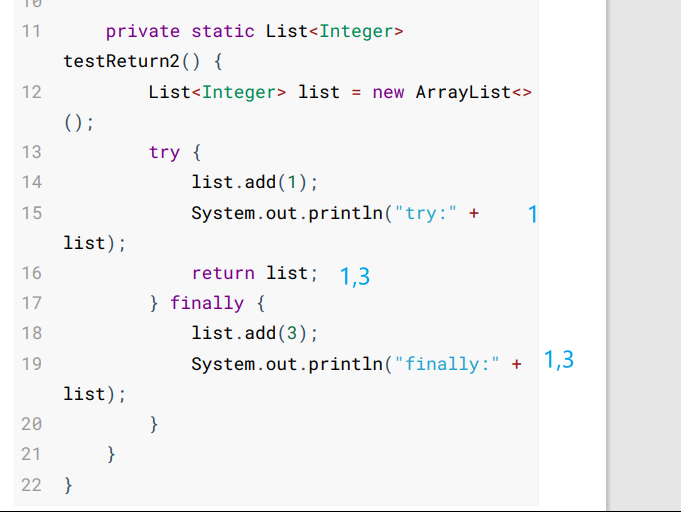 10
11 private static List<Integer>
testReturn2() {
12 List<Integer> list = new ArrayList<>
();
13 try {
14 list.add(1);
15 System.out.println("try:" + 1
list);
16 return list; 1,3
17 } finally {
18 list.add(3);
19 System.out.println("finally:" + 1,3
list);
20 }
21 }
22 }